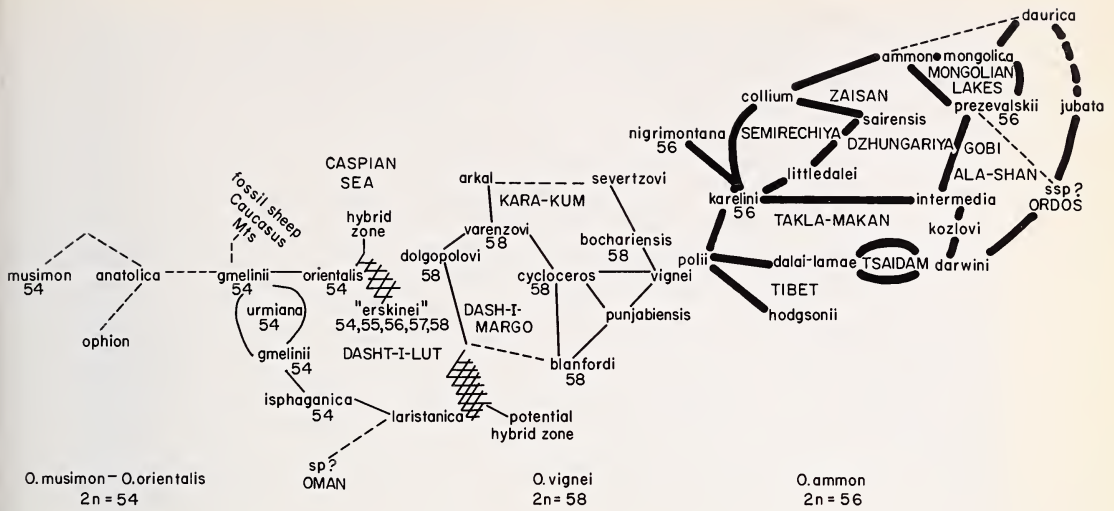 daurica
ammon mongolica
MONGOLIAN
LAKES
collium
ZAISAN
prezevalskii
56
jubata
sairensis
nigrimontana
56
SEMIRECHIYA
DZHUNGARIYA
GOBI
CASPIAN
SEA
fossil sheep
Caucasus
Mts
arkal
severtzovi
littledalei
ALA-SHAN
KARA-KUM
karelini
56
intermedia
ssp?
ORDOS
hybrid
zone
TAKLA-MAKAN
varenzovi
58
kozlovi
bochariensis
58
dolgopolovi
58
polii
dalai-lamae
TSAIDAM
darwini
musimon
54
anatolica
gmelinii
54
orientalis
54
cycloceros
58
vignei
TIBET
urmiana
54
"erskinei"
54,55,56,57,58
DASH-I-
MARGO
punjabiensis
hodgsonii
ophion
gmelinii
54
DASHT-I-LUT
blanfordi
58
isphaganica
54
laristanica
potential
hybrid zone
sp?
OMAN
O. musimon - O. orientalis
2n = 54
O. vignei
2n = 58
O. ammon
2n = 56